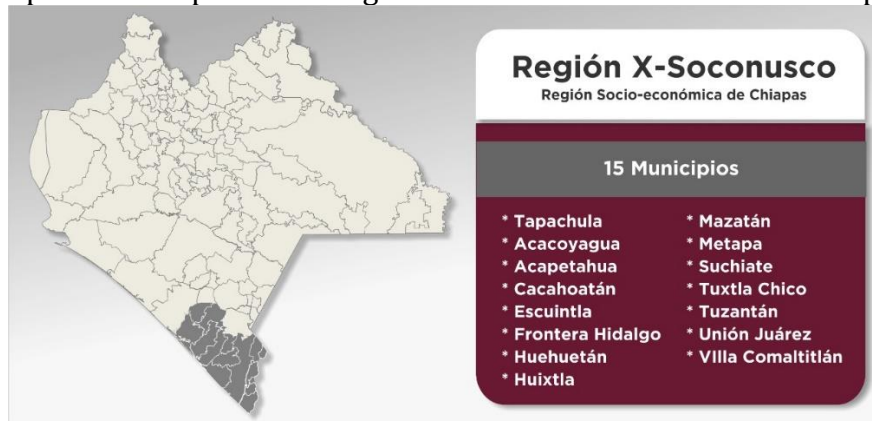 Región X-Soconusco
Región Socio-económica de Chiapas
15 Municipios
* Tapachula
* Acacoyagua
* Acapetahua
* Cacahoatán
* Escuintla
* Frontera Hidalgo
* Huehuetán
* Huixtla
* Mazatán
* Metapa
* Suchiate
* Tuxtla Chico
* Tuzantán
* Unión Juárez
* VIlla Comaltitlán